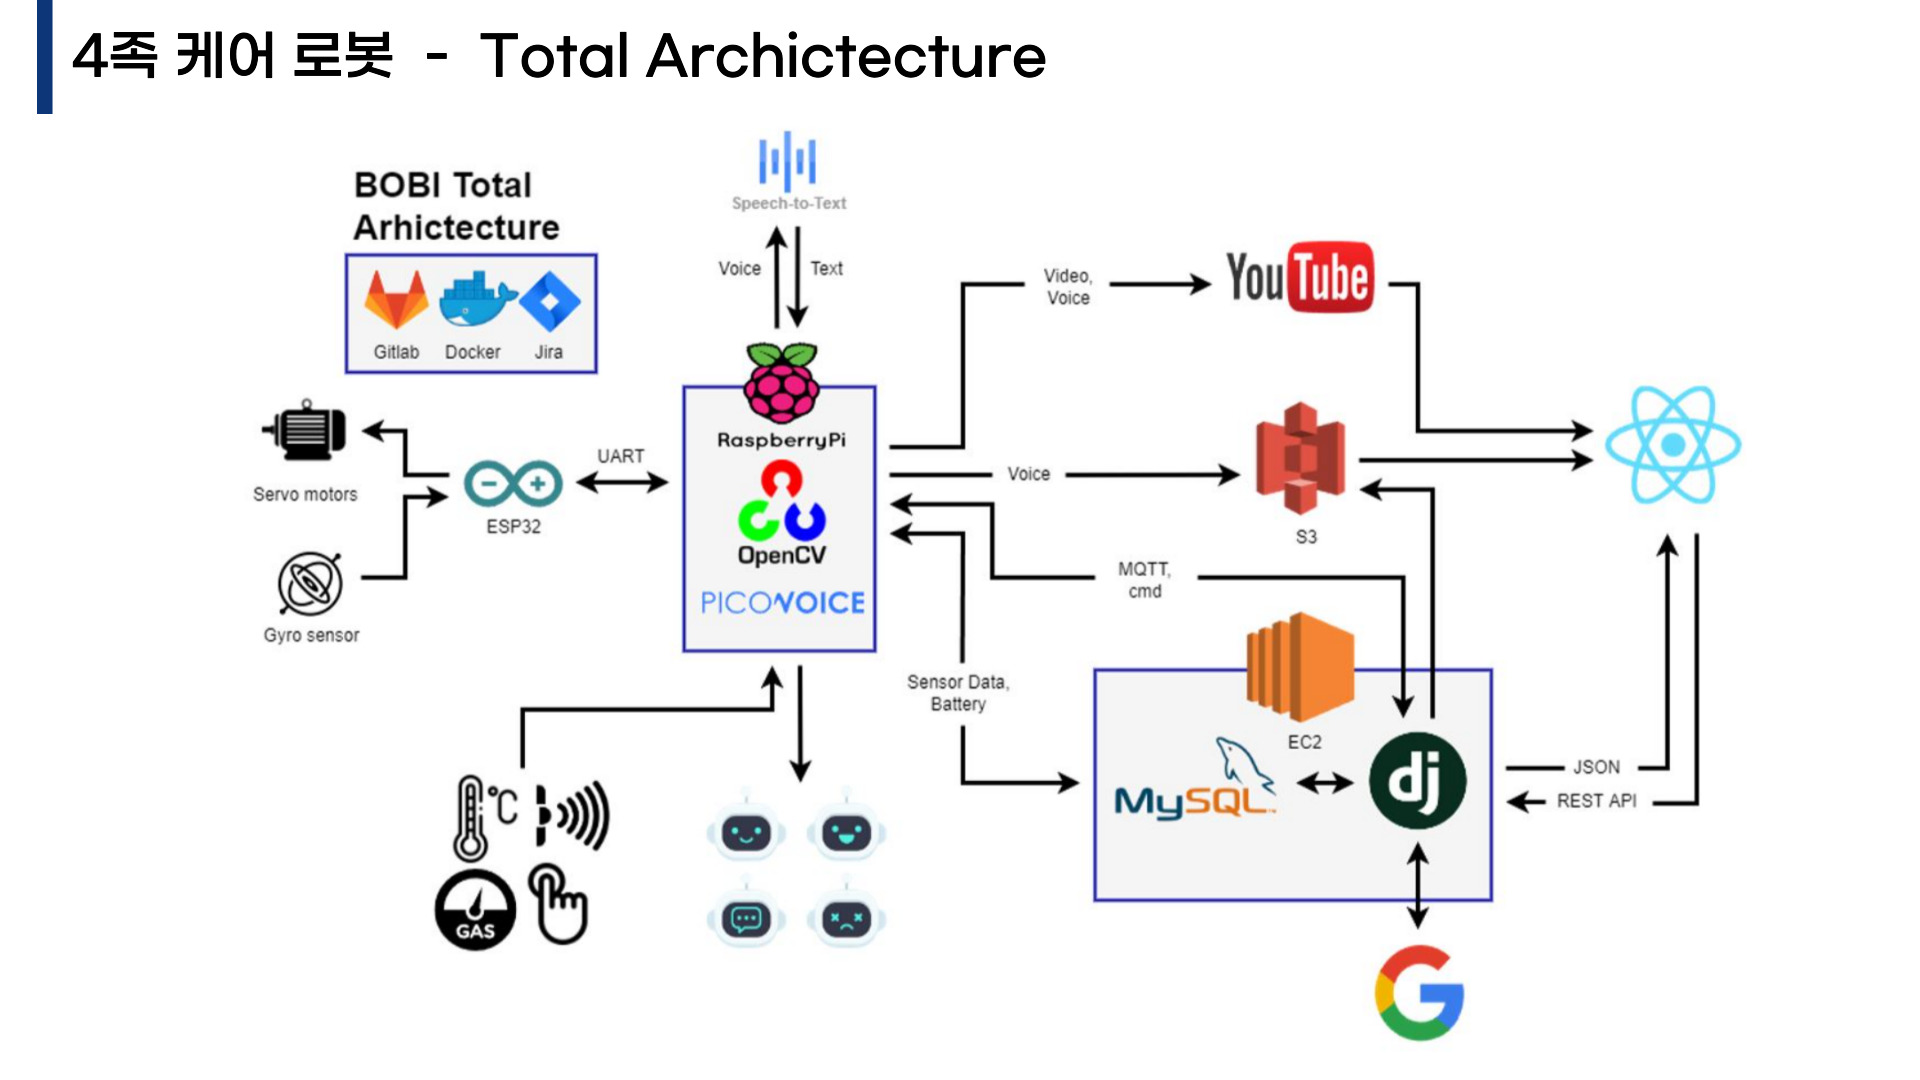 4족 케어 로봇 - Total Archictecture
BOBI Total
Arhictecture
Gitlab Docker Jira
Speech-to-Text
Voice
Text
Video,
Voice
YouTube
Servo motors
ESP32
UART
Gyro sensor
RaspberryPi
OpenCV
PICOVOICE
Voice
S3
MQTT,
cmd
Sensor Data,
Battery
EC2
MySQL
dj
JSON
REST API
°C
GAS
G